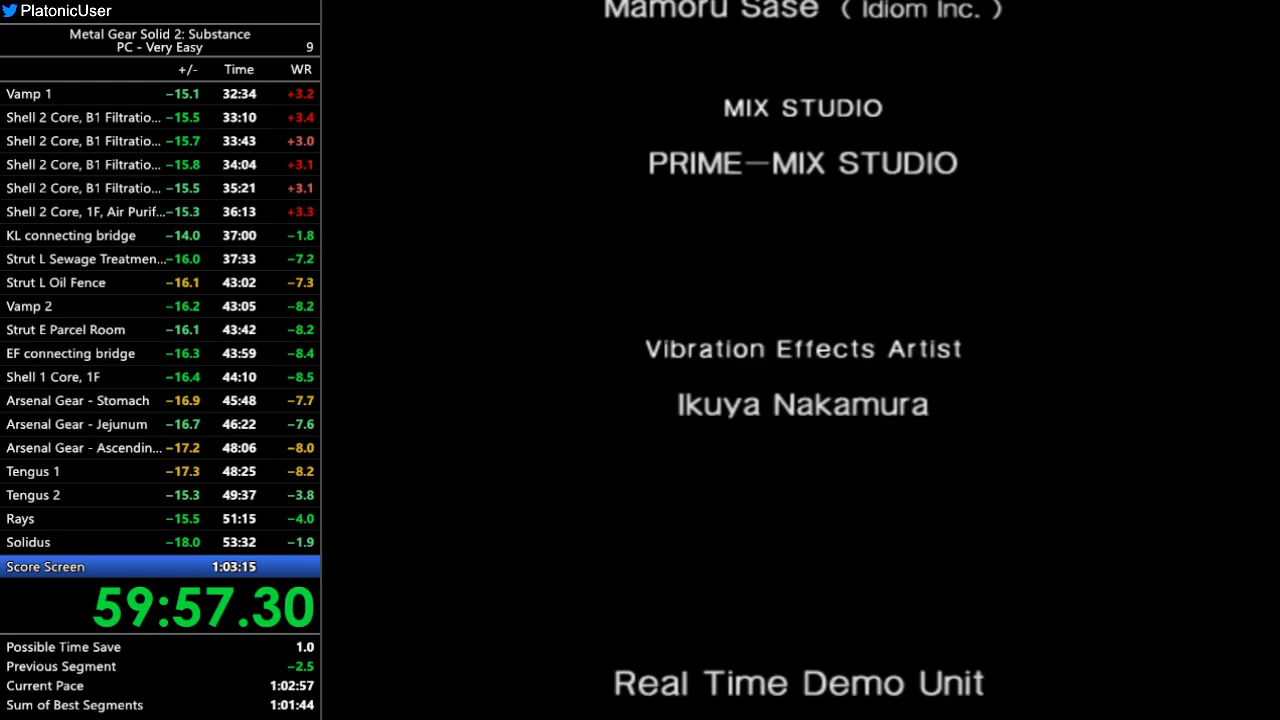 PlatonicUser
Metal Gear Solid 2: Substance
PC - Very Easy 9
+/- Time WR
Vamp 1 −15.1 32:34 +3.2
Shell 2 Core, B1 Filtratio... −15.5 33:10 +3.4
Shell 2 Core, B1 Filtratio... −15.7 33:43 +3.0
Shell 2 Core, B1 Filtratio... −15.8 34:04 +3.1
Shell 2 Core, B1 Filtratio... −15.5 35:21 +3.1
Shell 2 Core, 1F, Air Purif... −15.3 36:13 +3.3
KL connecting bridge −14.0 37:00 −1.8
Strut L Sewage Treatmen... −16.0 37:33 −7.2
Strut L Oil Fence −16.1 43:02 −7.3
Vamp 2 −16.2 43:05 −8.2
Strut E Parcel Room −16.1 43:42 −8.2
EF connecting bridge −16.3 43:59 −8.4
Shell 1 Core, 1F −16.4 44:10 −8.5
Arsenal Gear - Stomach −16.9 45:48 −7.7
Arsenal Gear - Jejunum −16.7 46:22 −7.6
Arsenal Gear - Ascendin... −17.2 48:06 −8.0
Tengus 1 −17.3 48:25 −8.2
Tengus 2 −15.3 49:37 −3.8
Rays −15.5 51:15 −4.0
Solidus −18.0 53:32 −1.9
Score Screen 1:03:15
59:57.30
Possible Time Save 1.0
Previous Segment −2.5
Current Pace 1:02:57
Sum of Best Segments 1:01:44
Mamoru Sase ( Idiom Inc. )
MIX STUDIO
PRIME—MIX STUDIO
Vibration Effects Artist
Ikuya Nakamura
Real Time Demo Unit